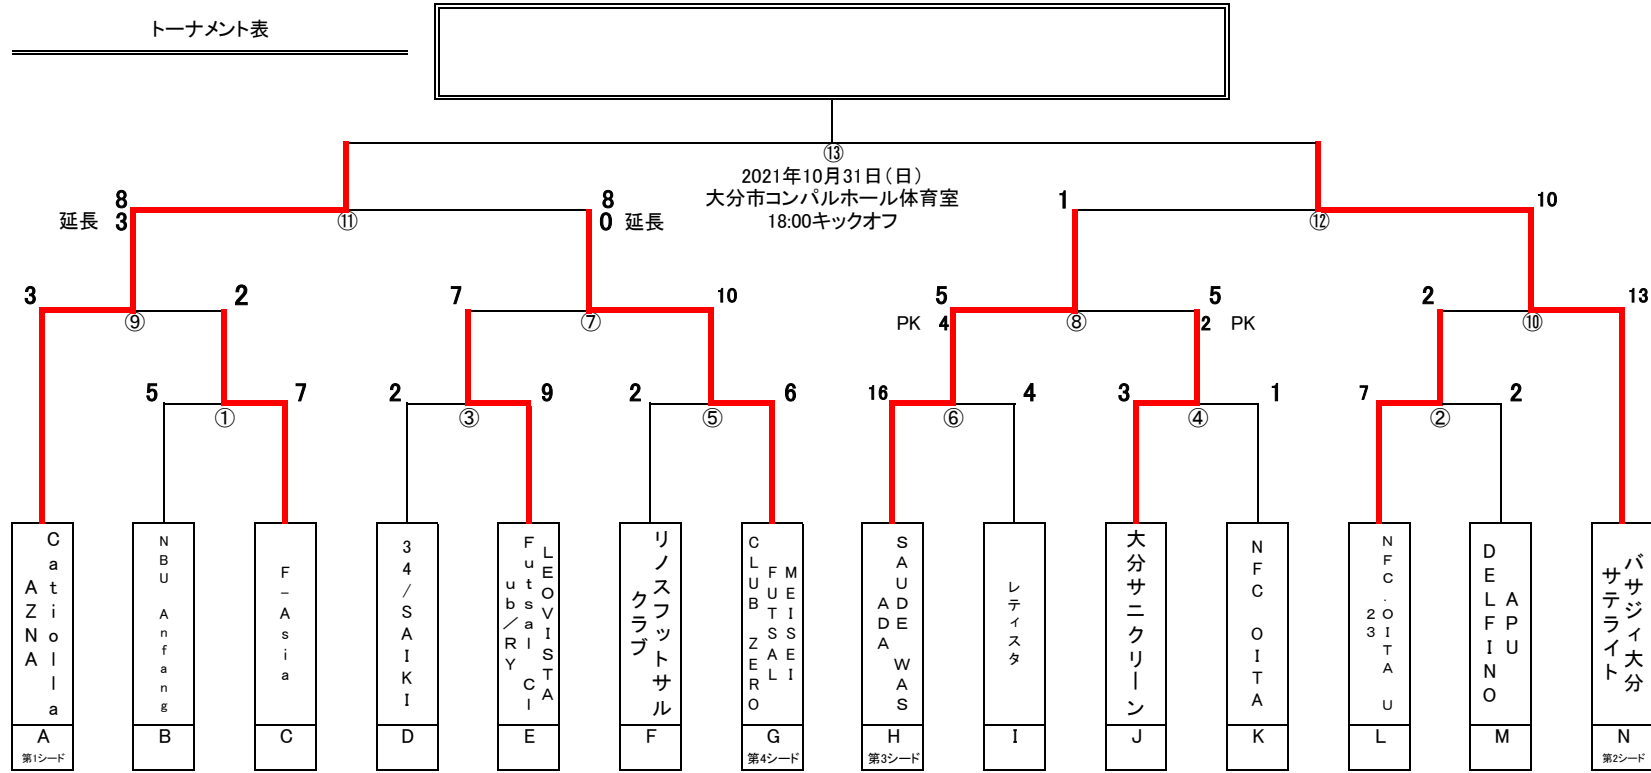 トーナメント表
⑬
2021年10月31日(日)
大分市コンパルホール体育室
18:00キックオフ
8 8 1 10
延長 3 ⑪ 0 延長 ⑫
3 2 7 10 5 5 2 13
⑨ ⑦ PK 4 ⑧ 2 PK ⑩
5 7 2 9 2 6 16 4 3 1 7 2
① ③ ⑤ ⑥ ④ ②
Catiolla
AZNA
NBU Anfang
F-Asia
34/SAIKI
LEOVISTA
Futsal Cl
ub/RY
リノスフットサル
クラブ
MEISEI
FUTSAL
CLUB ZERO
SAUDE WAS
ADA
レティスタ
大分サニクリーン
NFC OITA
NFC.OITA U
23
APU
DELFINO
バサジィ大分
サテライト
A B C D E F G H I J K L M N
第1シード 第4シード 第3シード 第2シード